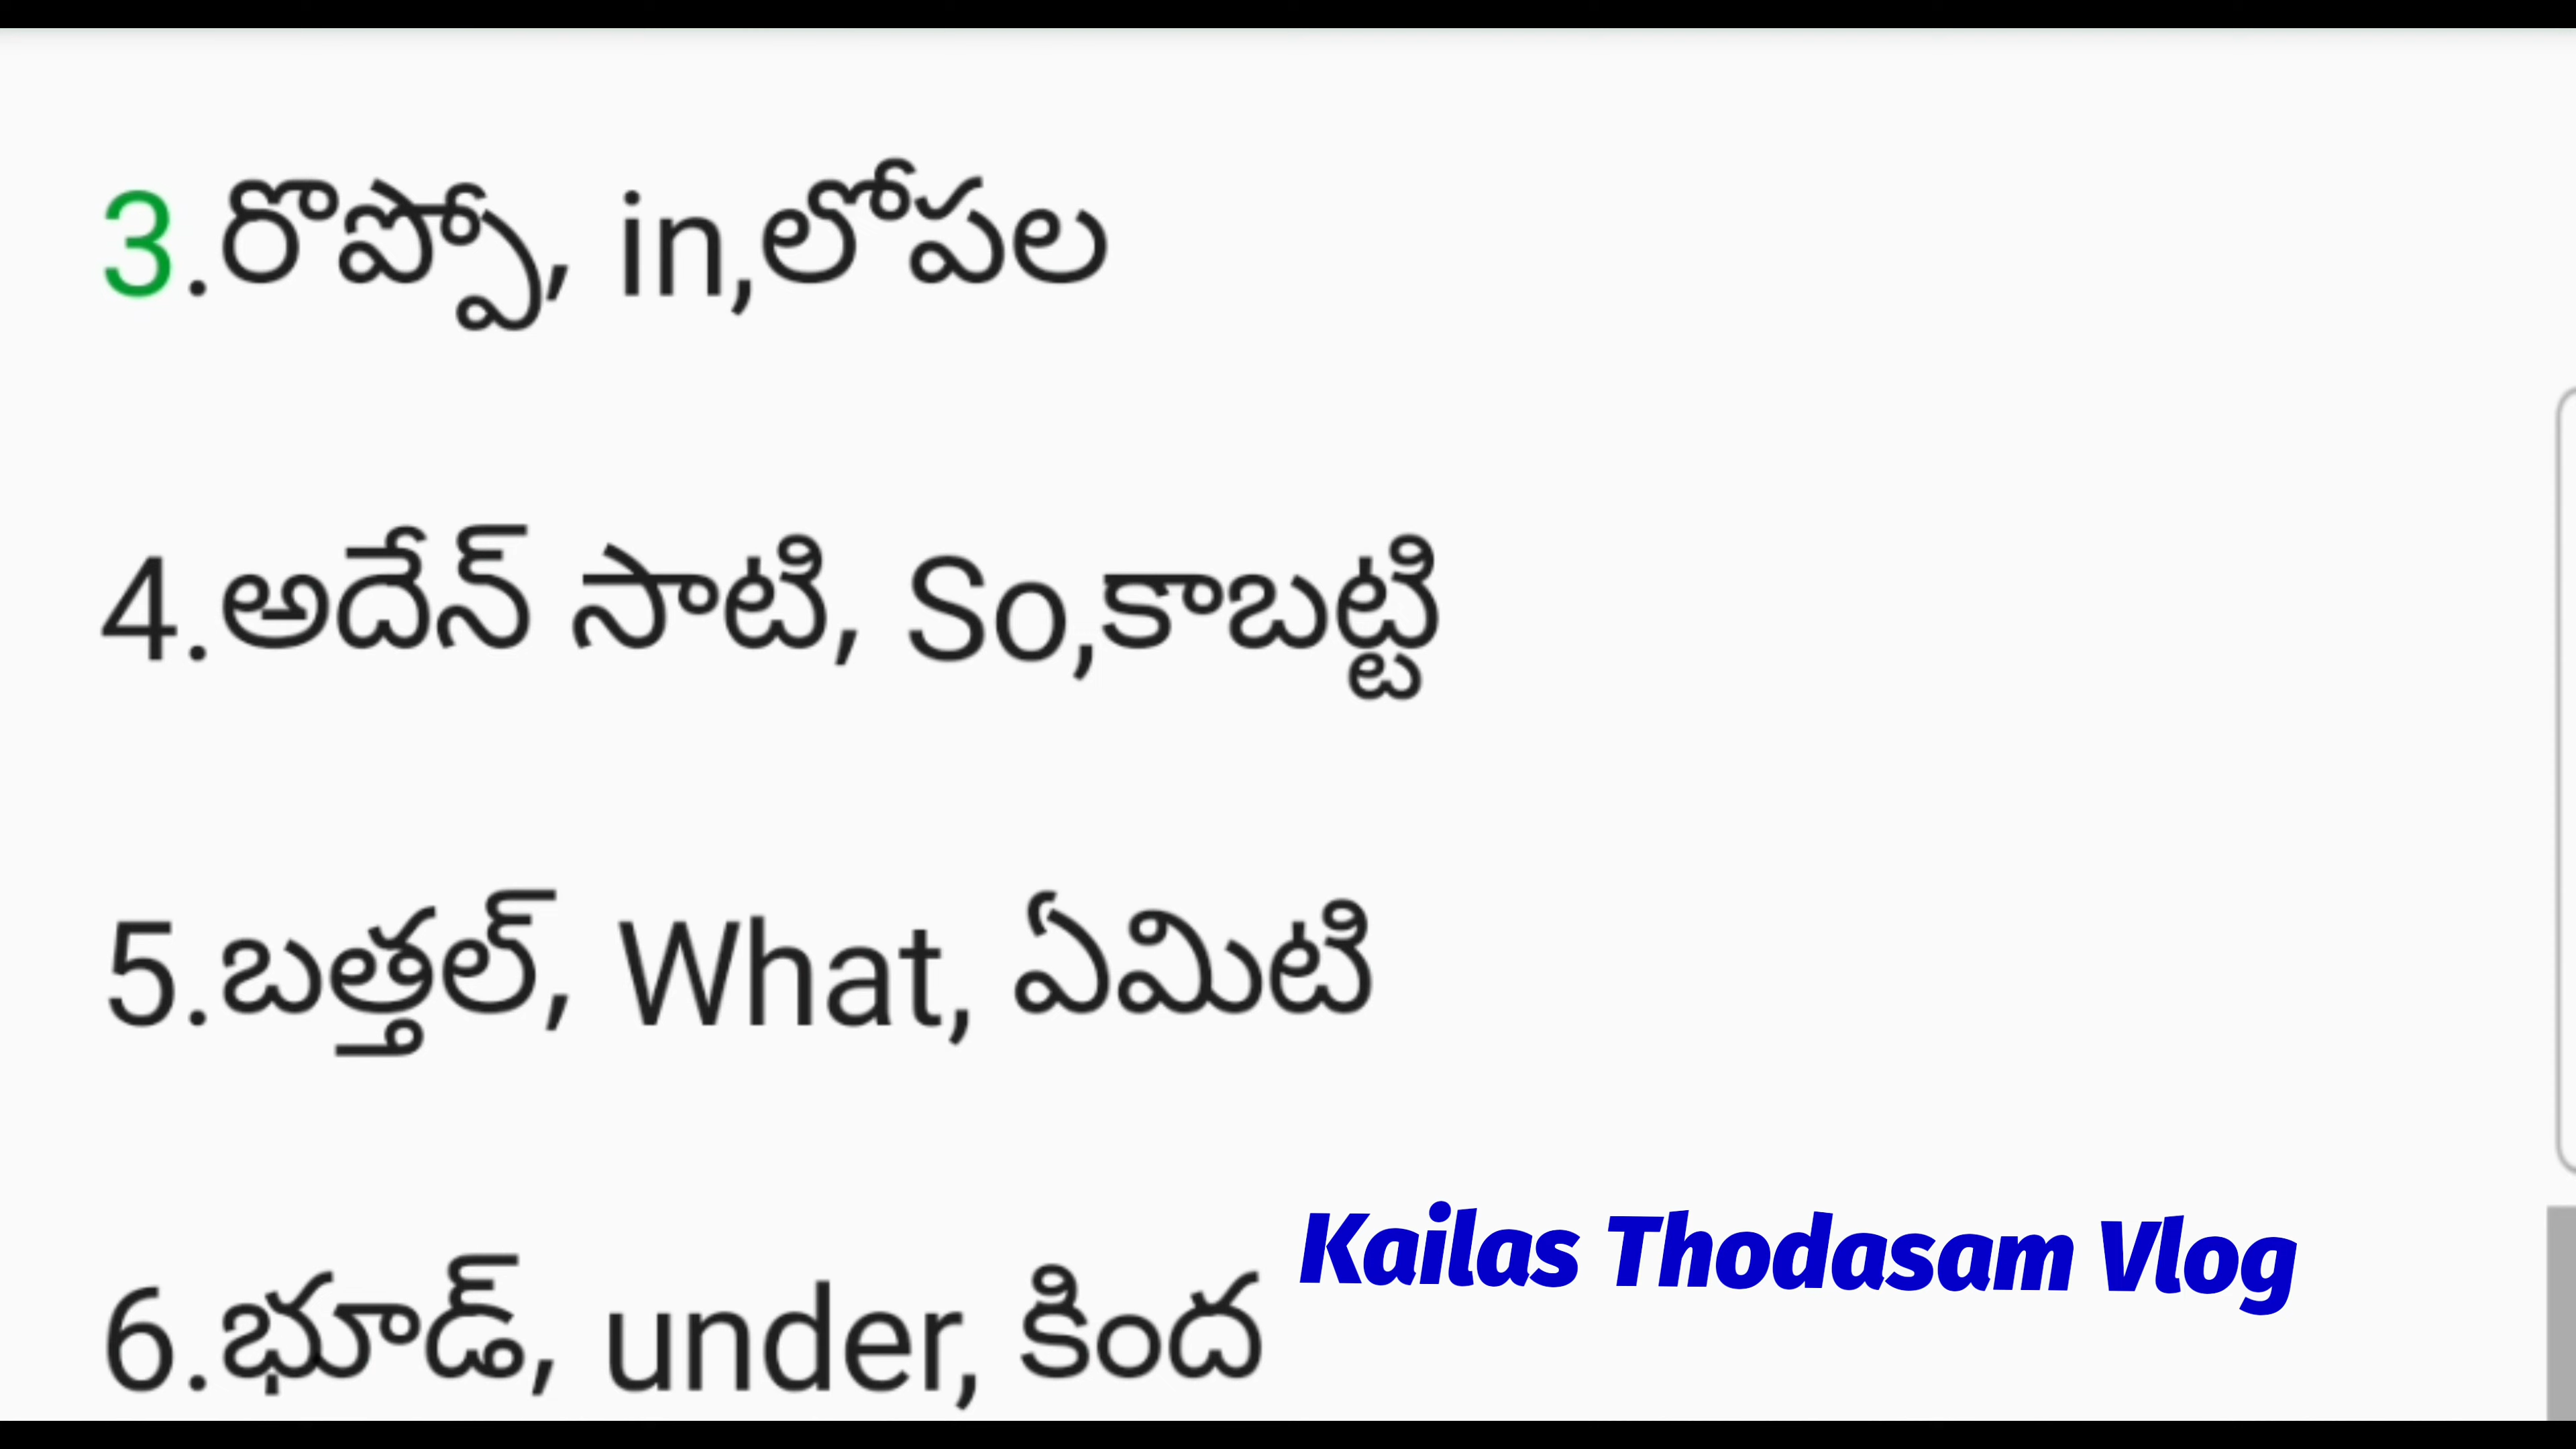 3.రొప్పో, in,లోపల
4.అదేన్ సాటి, So,కాబట్టి
5.బత్తల్, What, ఏమిటి
6.భూడ్, under, కింద
Kailas Thodasam Vlog